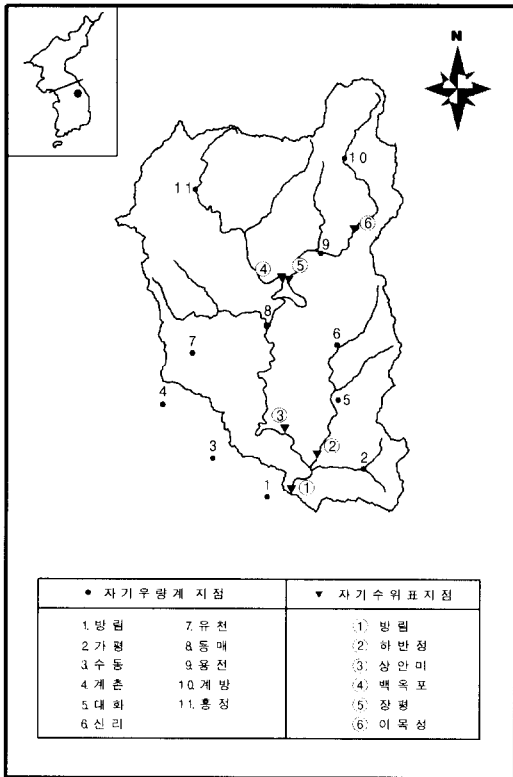 N
10
11
⑥
9
④
⑤
8
6
7
4
5
③
3
②
2
1
①
● 자기우량계 지점
▼ 자기수위표지점
1. 방림
2 가평
3. 수동
4. 계촌
5. 대화
6. 신리
7. 유천
8. 동매
9. 용전
10. 계방
11. 흥정
① 방림
② 하반정
③ 상안미
④ 백옥포
⑤ 장평
⑥ 이목성